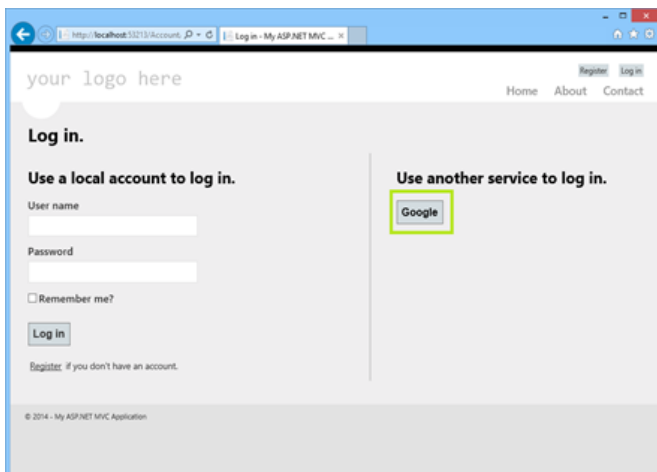 http://localhost:53213/Account.
Log in - My ASP.NET MVC ...
Register Log in
your logo here
Home About Contact
Log in.
Use a local account to log in.
User name
Password
Remember me?
Log in
Register if you don't have an account.
Use another service to log in.
Google
© 2014 - My ASP.NET MVC Application